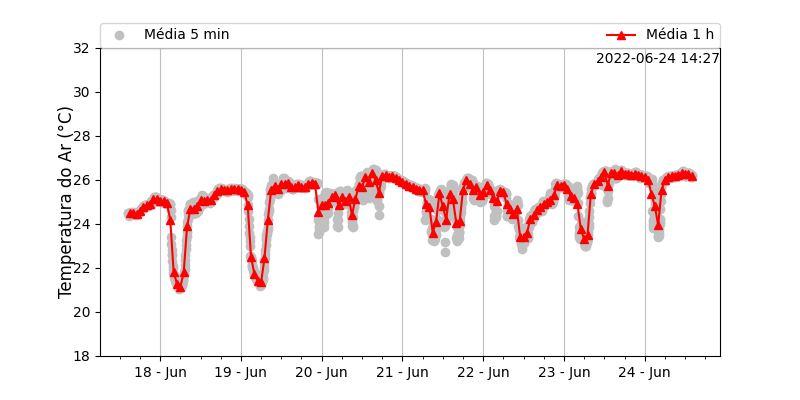 Média 5 min
Média 1 h
2022-06-24 14:27
Temperatura do Ar (°C)
32
30
28
26
24
22
20
18
18 - Jun
19 - Jun
20 - Jun
21 - Jun
22 - Jun
23 - Jun
24 - Jun